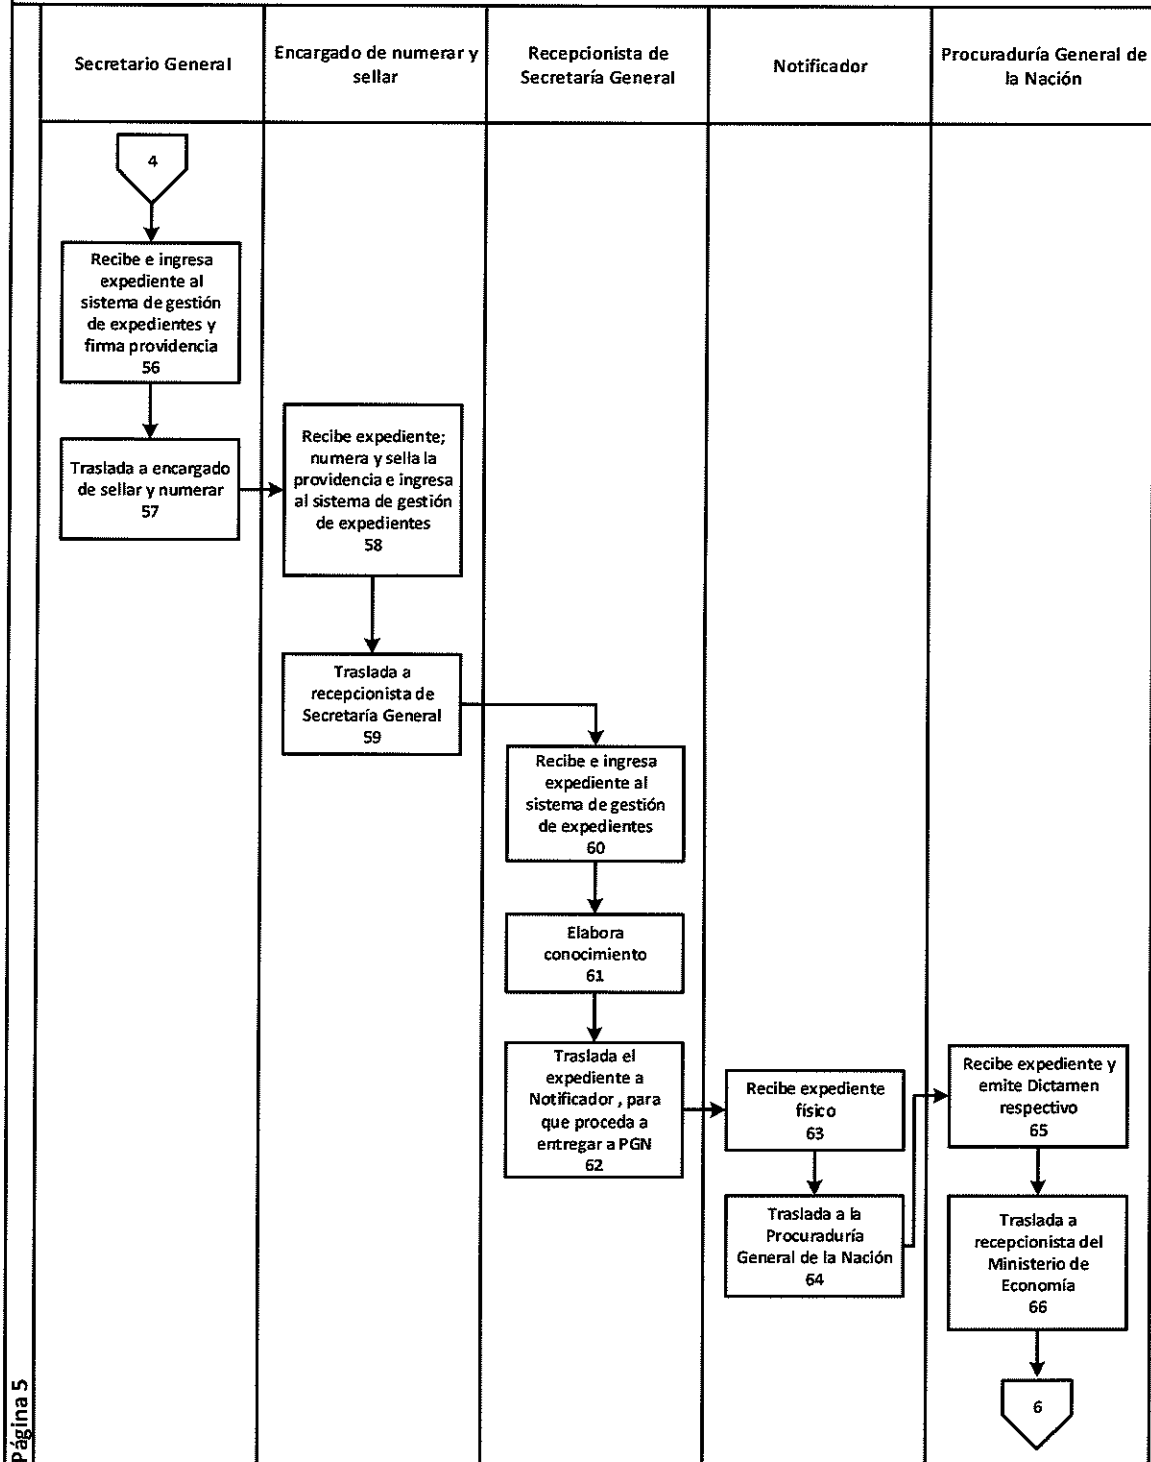 Secretario General
Encargado de numerar y
sellar
Recepcionista de
Secretaría General
Notificador
Procuraduría General de
la Nación
4
Recibe e ingresa
expediente al
sistema de gestión
de expedientes y
firma providencia
56
Traslada a encargado
de sellar y numerar
57
Recibe expediente;
numera y sella la
providencia e ingresa
al sistema de gestión
de expedientes
58
Traslada a
recepcionista de
Secretaría General
59
Recibe e ingresa
expediente al
sistema de gestión
de expedientes
60
Elabora
conocimiento
61
Traslada el
expediente a
Notificador , para
que proceda a
entregar a PGN
62
Recibe expediente
físico
63
Traslada a la
Procuraduría
General de la Nación
64
Recibe expediente y
emite Dictamen
respectivo
65
Traslada a
recepcionista del
Ministerio de
Economía
66
6
Página 5